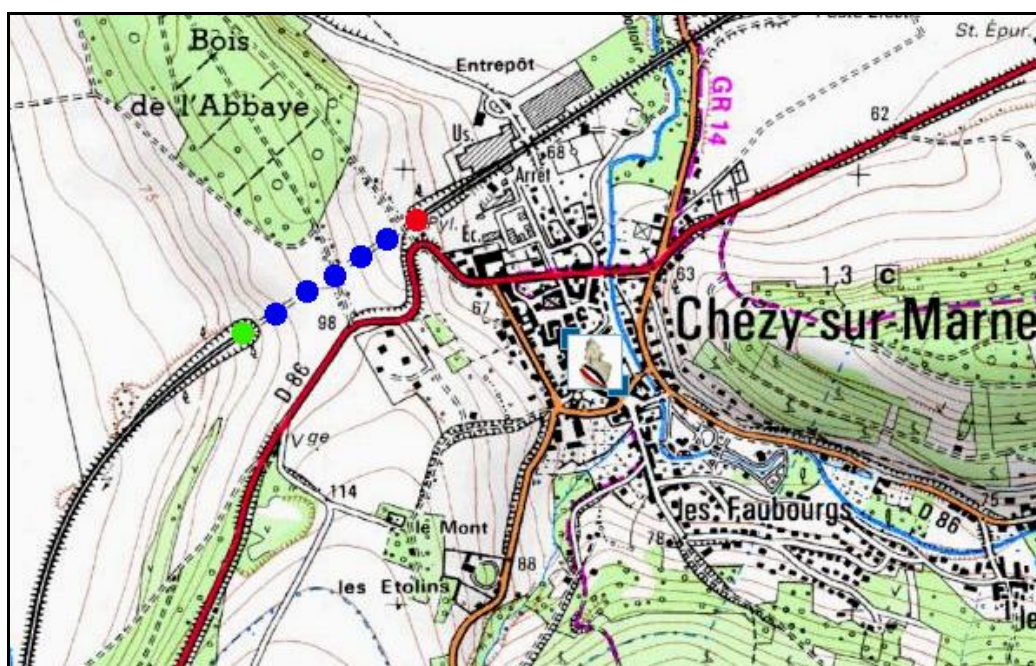 Bois
de l'Abbaye
Entrepôt
St. Épur.
GR 14
62
Us.
68
Arrêt
75
Pyl.
Éc.
63
1,3
C
67
98
Chézy-sur-Marne
D 86
Vge
114
les Faubourgs
D 86
75
le Mont
78
88
les Etolins